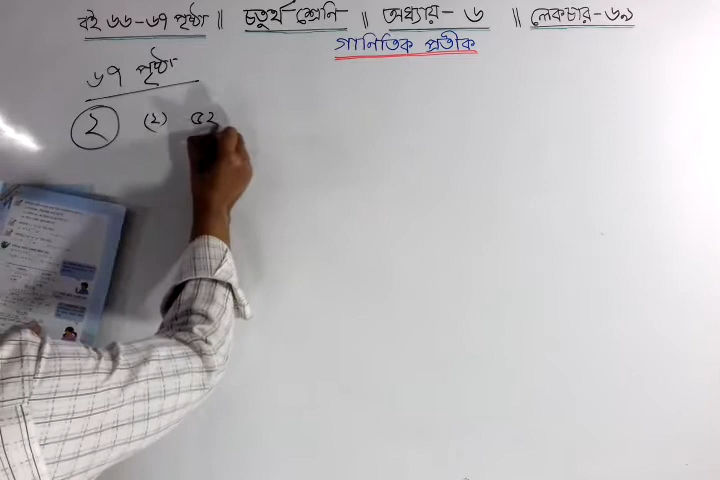 বই ৬৬-৬৭ পৃষ্ঠা || চতুর্থ শ্রেনি || অধ্যায় - ৬ || লেকচার - ৬৯
গানিতিক প্রতীক
৬৭ পৃষ্ঠা
২ (২) ৫২